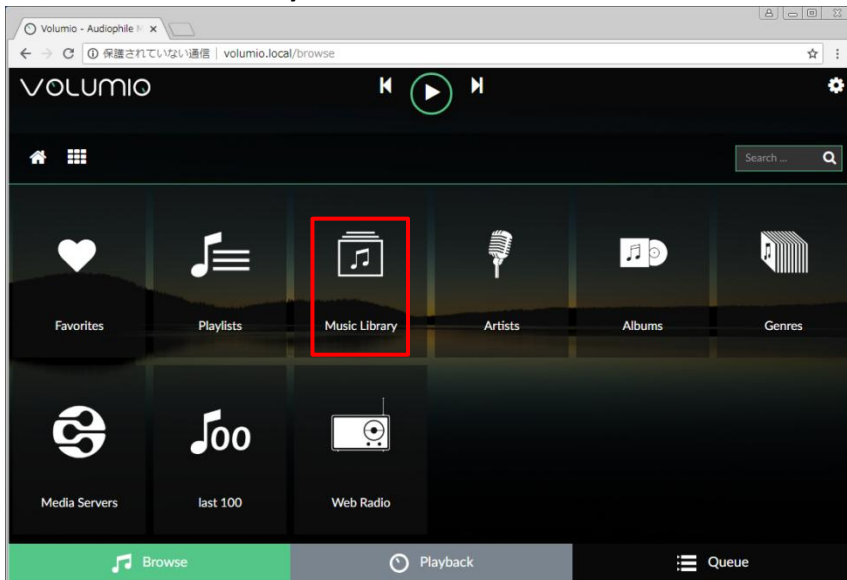 Volumio - Audiophile M
保護されていない通信 | volumio.local/browse
VOLUMIO
Search ...
Favorites
Playlists
Music Library
Artists
Albums
Genres
Media Servers
last 100
Web Radio
Browse
Playback
Queue